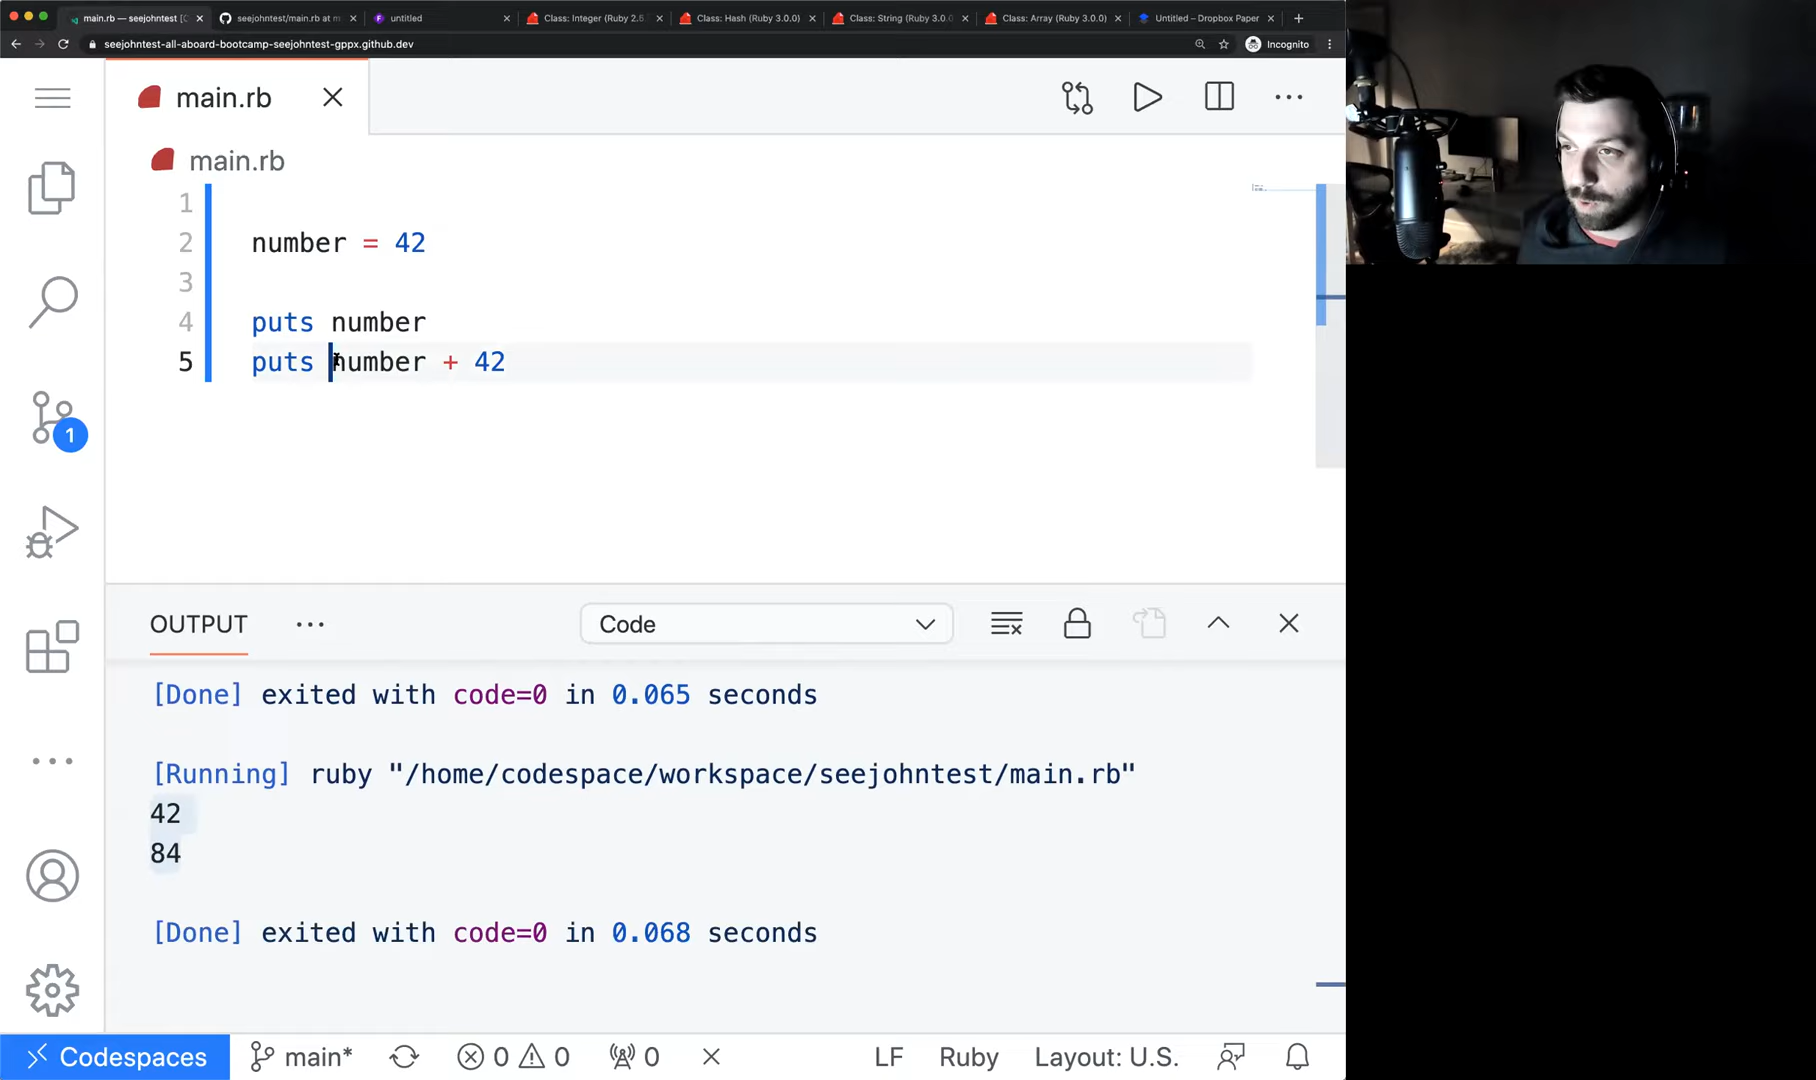 main.rb — seejohntest [C
seejohntest/main.rb at m
untitled
Class: Integer (Ruby 2.6.
Class: Hash (Ruby 3.0.0)
Class: String (Ruby 3.0.0
Class: Array (Ruby 3.0.0)
Untitled – Dropbox Paper
seejohntest-all-aboard-bootcamp-seejohntest-gppx.github.dev
Incognito
main.rb
main.rb
1
2 number = 42
3
4 puts number
5 puts number + 42
1
OUTPUT
Code
[Done] exited with code=0 in 0.065 seconds
[Running] ruby "/home/codespace/workspace/seejohntest/main.rb"
42
84
[Done] exited with code=0 in 0.068 seconds
Codespaces
main*
0 0
0
LF
Ruby
Layout: U.S.